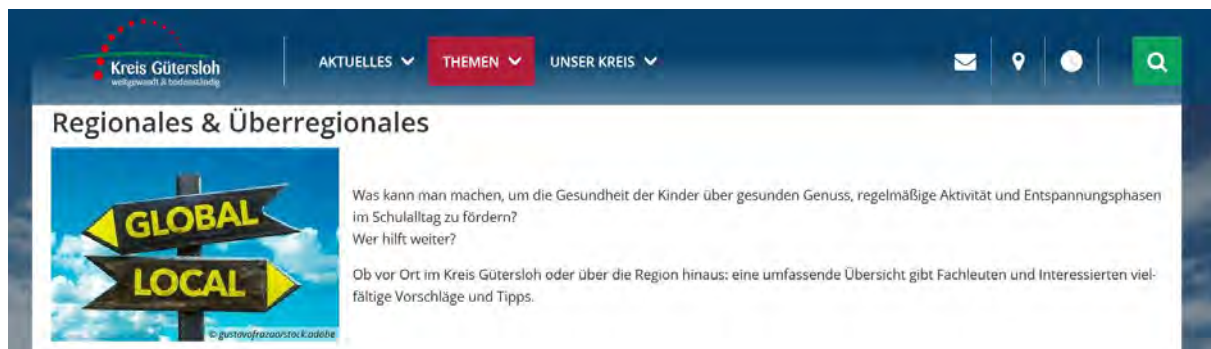 Kreis Gütersloh
weltgewandt & bodenständig
AKTUELLES
THEMEN
UNSER KREIS
Regionales & Überregionales
GLOBAL
LOCAL
© gustavofrazao/stock.adobe
Was kann man machen, um die Gesundheit der Kinder über gesunden Genuss, regelmäßige Aktivität und Entspannungsphasen
im Schulalltag zu fördern?
Wer hilft weiter?
Ob vor Ort im Kreis Gütersloh oder über die Region hinaus: eine umfassende Übersicht gibt Fachleuten und Interessierten viel-
fältige Vorschläge und Tipps.